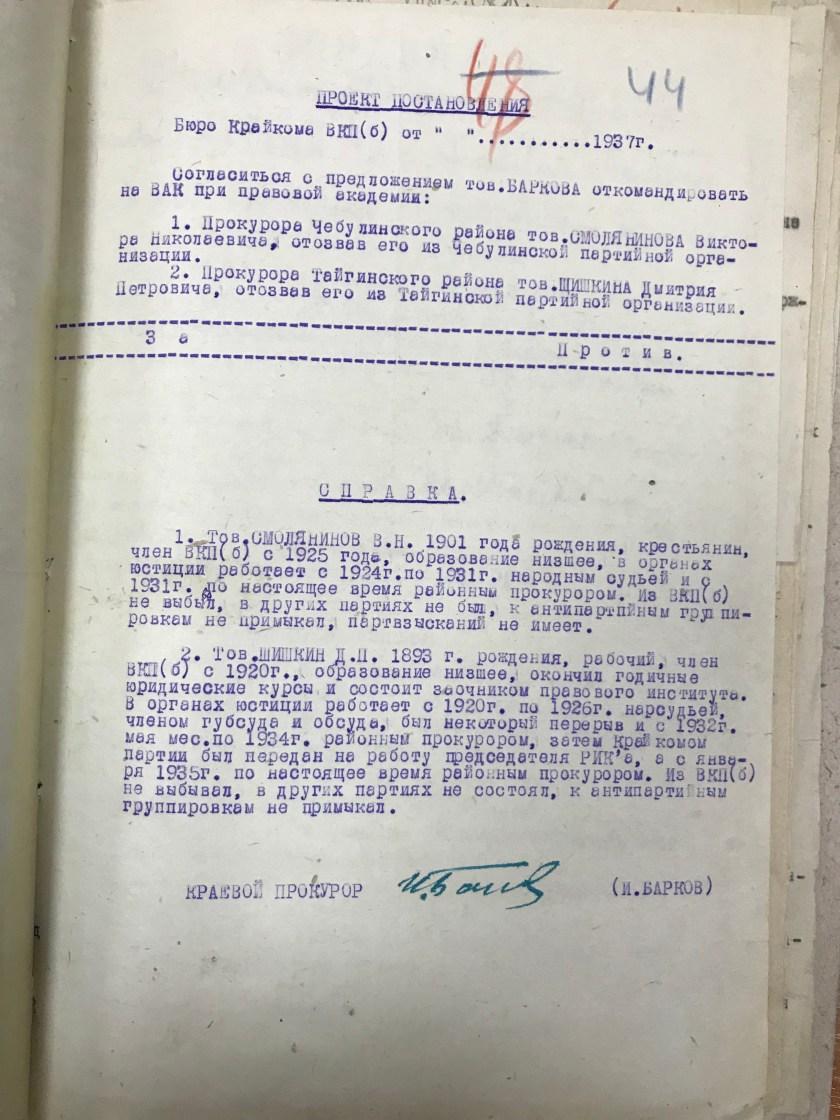 48 44
ПРОЕКТ ПОСТАНОВЛЕНИЯ
Бюро Крайкома ВКП(б) от " "............1937г.
Согласиться с предложением тов.БАРКОВА откомандировать
на ВАК при правовой академии:
1. Прокурора Чебулинского района тов.СМОЛЯНИНОВА Викто-
ра Николаевича, отозвав его из Чебулинской партийной орга-
низации.
2. Прокурора Тайгинского района тов.ШИШКИНА Дмитрия
Петровича, отозвав его из Тайгинской партийной организации.
З а П р о т и в.
С П Р А В К А.
1. Тов.СМОЛЯНИНОВ В.Н. 1901 года рождения, крестьянин,
член ВКП(б) с 1925 года, образование низшее, в органах
юстиции работает с 1924г.по 1931г. народным судьей и с
1931г. по настоящее время районным прокурором. Из ВКП(б)
не выбыл, в других партиях не был, к антипартпйным группи-
ровкам не примыкал, партвзысканий не имеет.
2. Тов.ШИШКИН Д.П. 1893 г. рождения, рабочий, член
ВКП(б) с 1920г., образование низшее, окончил годичные
юридические курсы и состоит заочником правового института.
В органах юстиции работает с 1920г. по 1926г. нарсудьей,
членом губсуда и обсуда, был некоторый перерыв и с 1932г.
мая мес.по 1934г. районным прокурором, затем Крайкомом
партии был передан на работу председателя РИК'а, а с янва-
ря 1935г. по настоящее время районным прокурором. Из ВКП(б)
не выбывал, в других партиях не состоял, к антипартийным
группировкам не примыкал.
КРАЕВОЙ ПРОКУРОР (И.БАРКОВ)